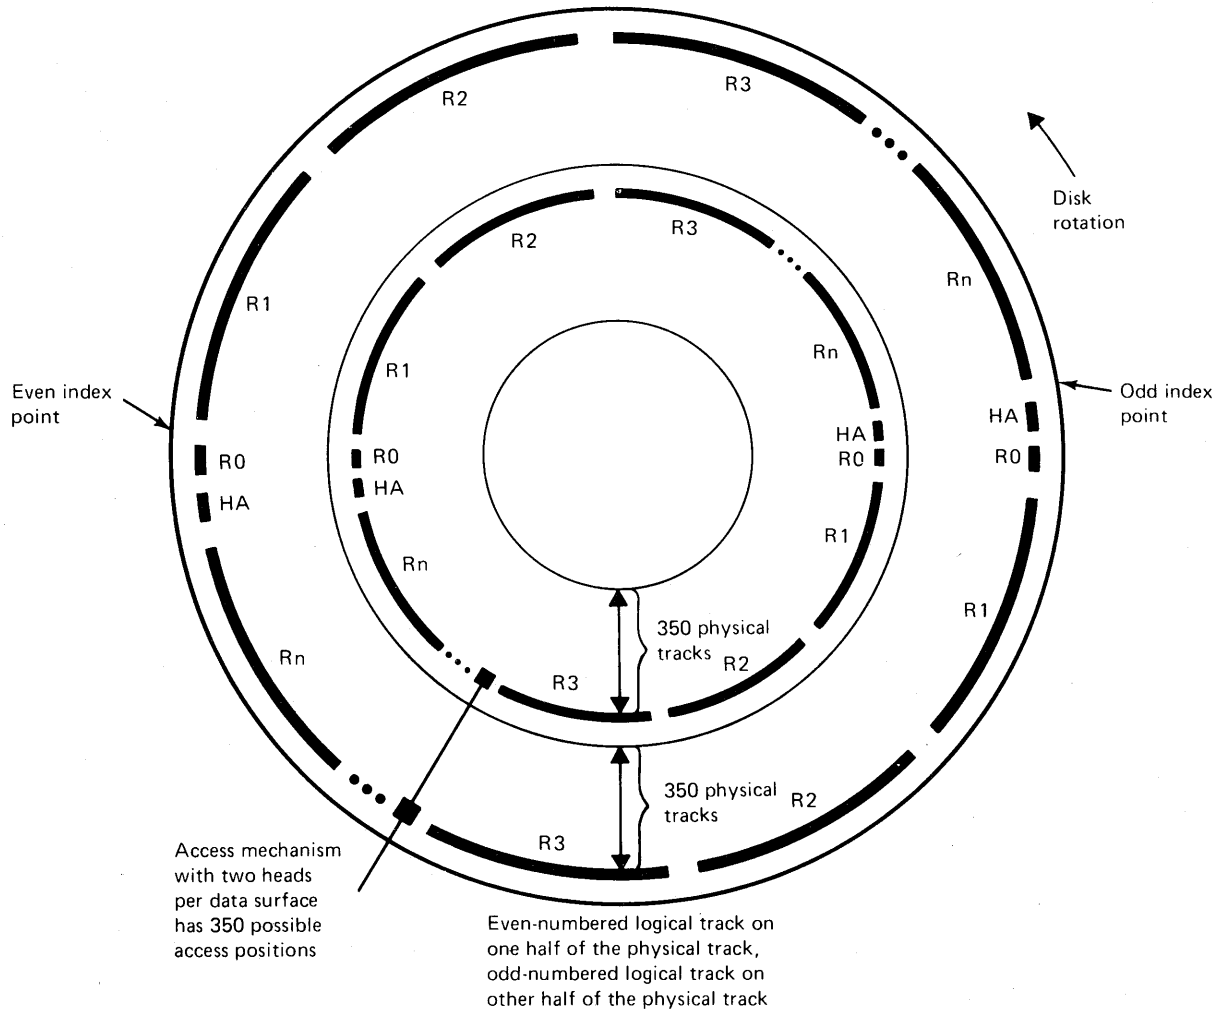 R2
R3
Disk
rotation
R2
R3
Rn
R1
Rn
R1
Even index
point
Odd index
point
HA
HA
R0
R0
R0
R0
HA
HA
R1
Rn
R1
350 physical
tracks
Rn
R2
R3
350 physical
tracks
R2
R3
Access mechanism
with two heads
per data surface
has 350 possible
access positions
Even-numbered logical track on
one half of the physical track,
odd-numbered logical track on
other half of the physical track